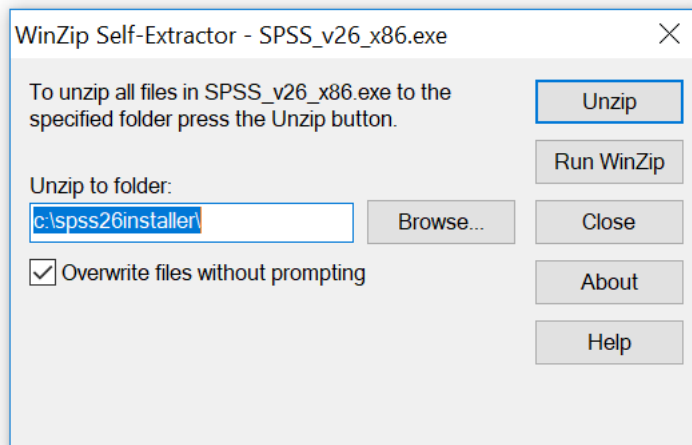 WinZip Self-Extractor - SPSS_v26_x86.exe
To unzip all files in SPSS_v26_x86.exe to the
specified folder press the Unzip button.
Unzip to folder:
c:\spss26installer\
Browse...
Overwrite files without prompting
Unzip
Run WinZip
Close
About
Help